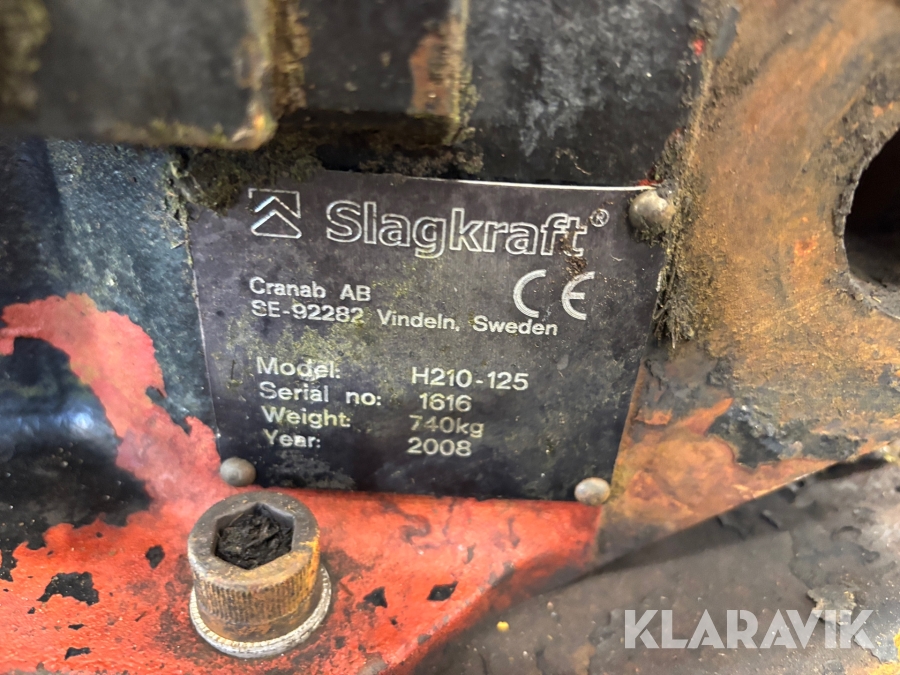 Slagkraft®
Cranab AB
SE-92282 Vindeln, Sweden
CE
Model: H210-125
Serial no: 1616
Weight: 740kg
Year: 2008
KLARAVIK